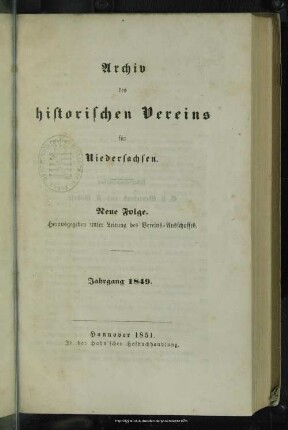 Archiv
des
historischen Vereins
für
Niedersachsen.
Neue Folge.
Herausgegeben unter Leitung des Vereins-Ausschusses.
Jahrgang 1849.
Hannover 1851.
In der Hahn'schen Hofbuchhandlung.